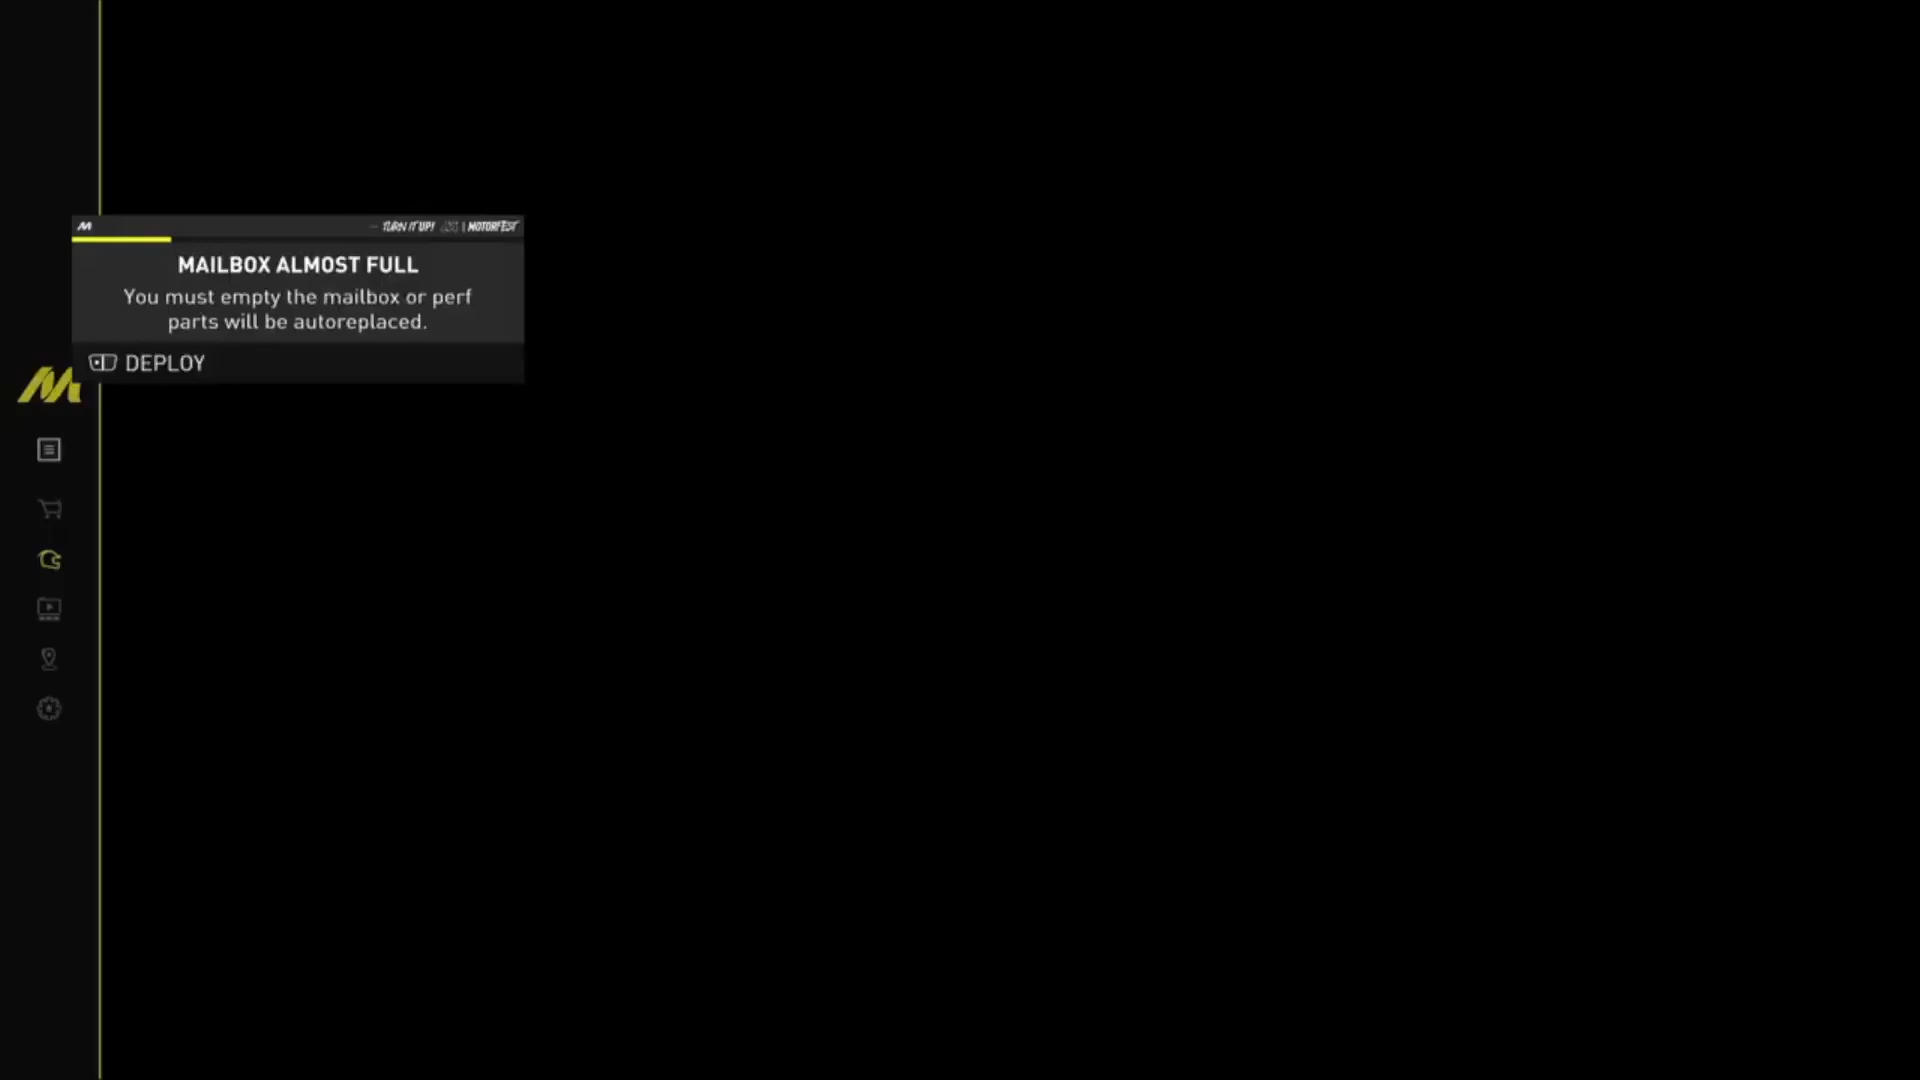 TURN IT UP! | MOTORFEST
MAILBOX ALMOST FULL
You must empty the mailbox or perf
parts will be autoreplaced.
DEPLOY